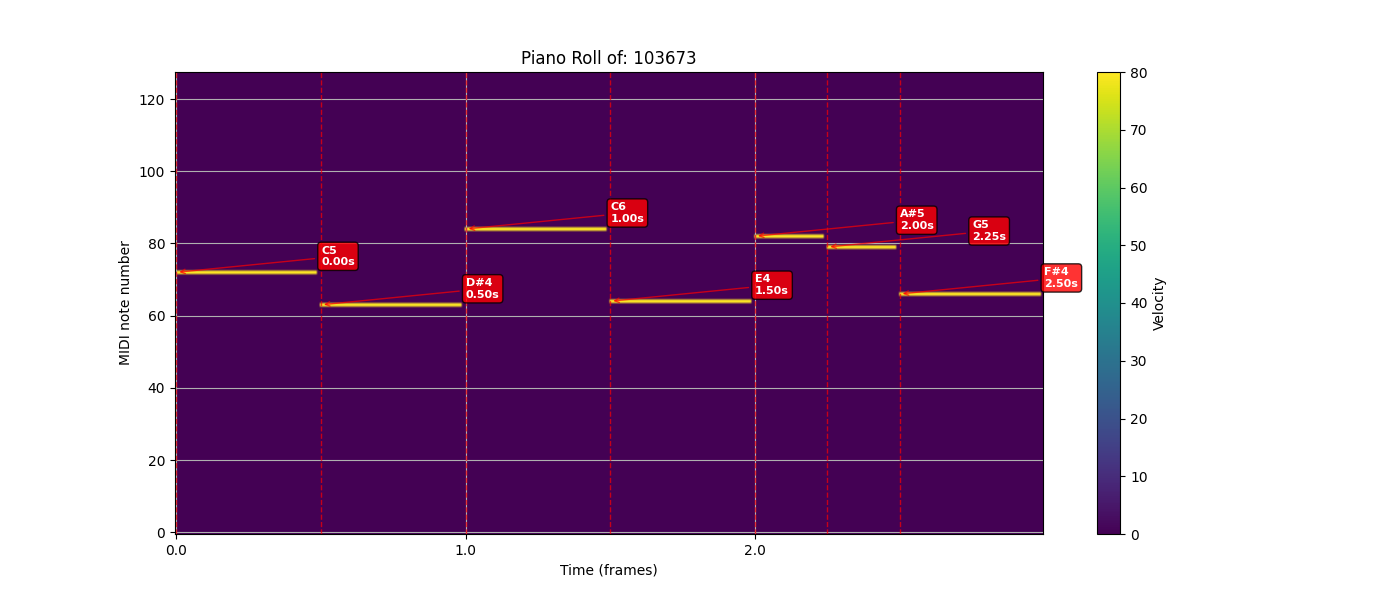 Piano Roll of: 103673
MIDI note number
120
100
80
60
40
20
0
C5
0.00s
D#4
0.50s
C6
1.00s
E4
1.50s
A#5
2.00s
G5
2.25s
F#4
2.50s
0.0
1.0
2.0
Time (frames)
80
70
60
50
40
30
20
10
0
Velocity